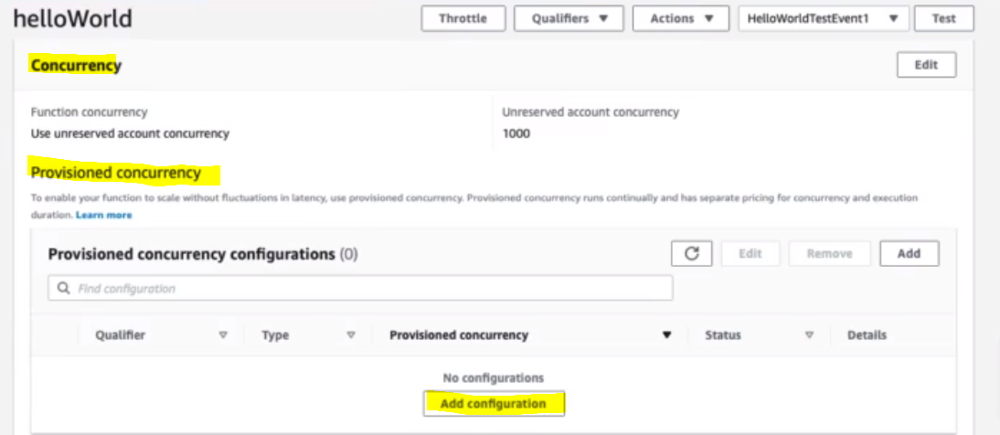 helloWorld
Throttle
Qualifiers
Actions
HelloWorldTestEvent1
Test
Concurrency
Edit
Function concurrency
Unreserved account concurrency
Use unreserved account concurrency
1000
Provisioned concurrency
To enable your function to scale without fluctuations in latency, use provisioned concurrency. Provisioned concurrency runs continually and has separate pricing for concurrency and execution
duration. Learn more
Provisioned concurrency configurations (0)
Edit
Remove
Add
Find configuration
Qualifier
Type
Provisioned concurrency
Status
Details
No configurations
Add configuration